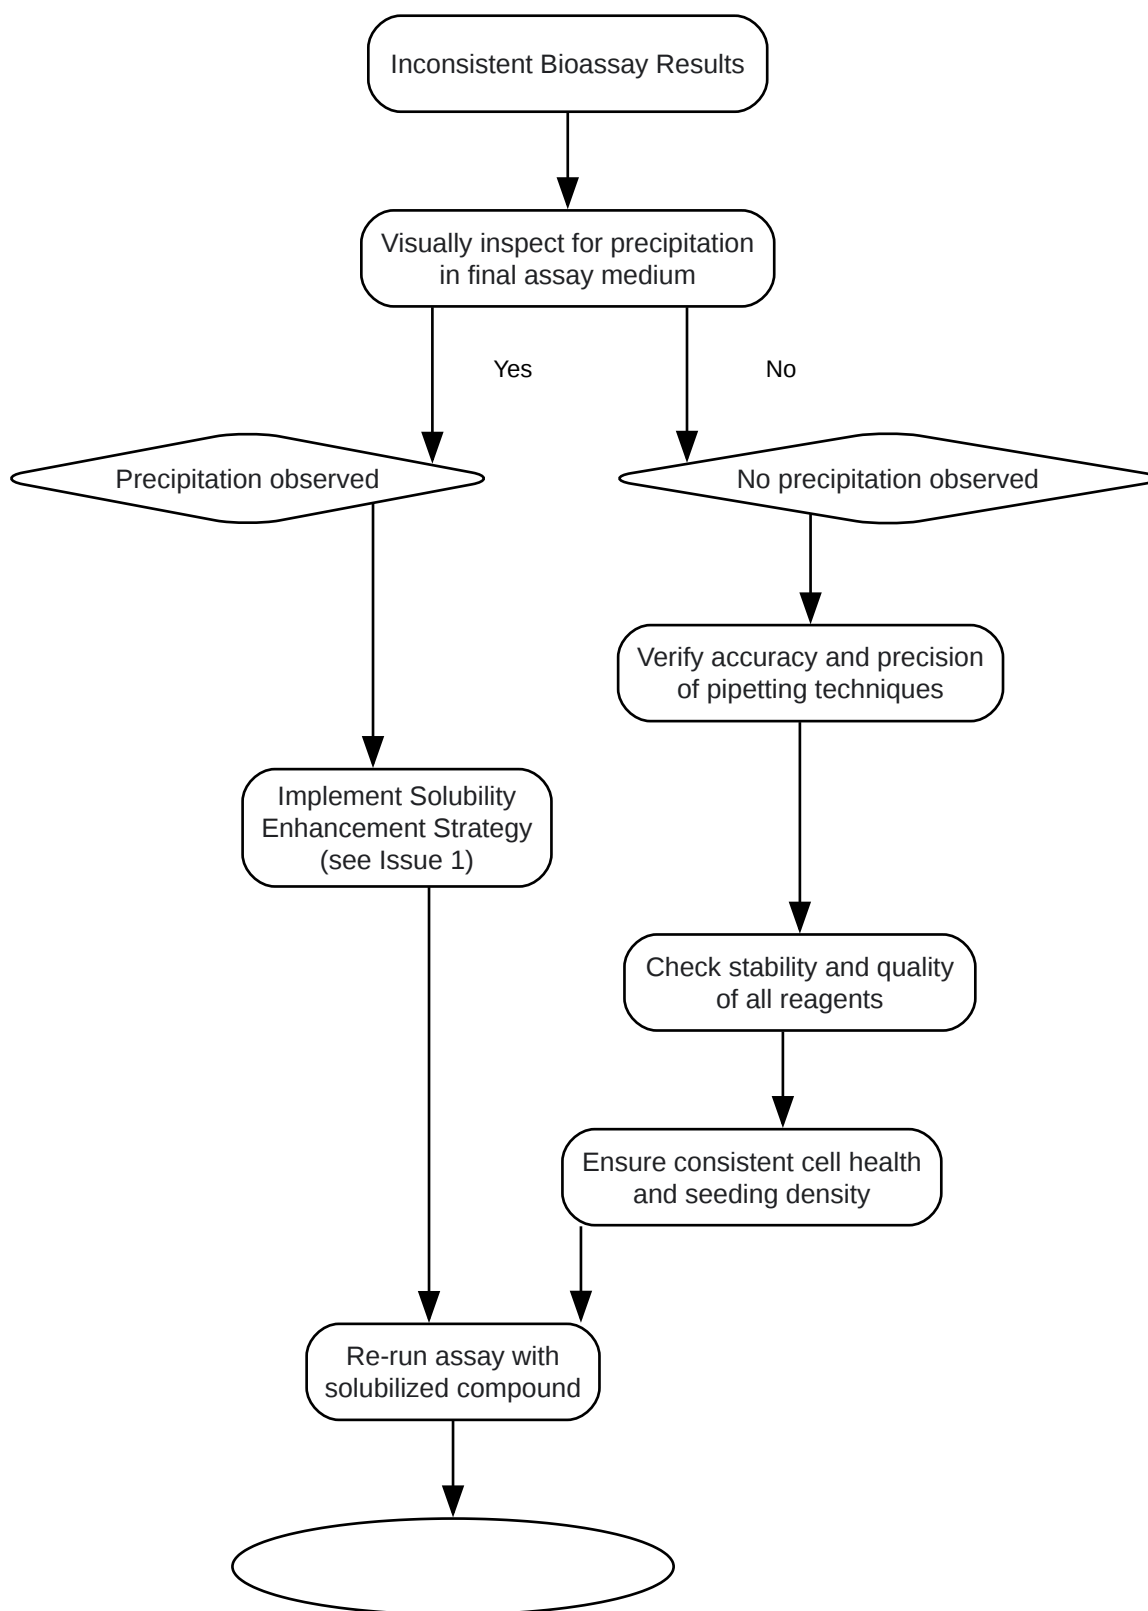 Inconsistent Bioassay Results
Visually inspect for precipitation
in final assay medium
Yes
No
Precipitation observed
No precipitation observed
Verify accuracy and precision
of pipetting techniques
Implement Solubility
Enhancement Strategy
(see Issue 1)
Check stability and quality
of all reagents
Ensure consistent cell health
and seeding density
Re-run assay with
solubilized compound